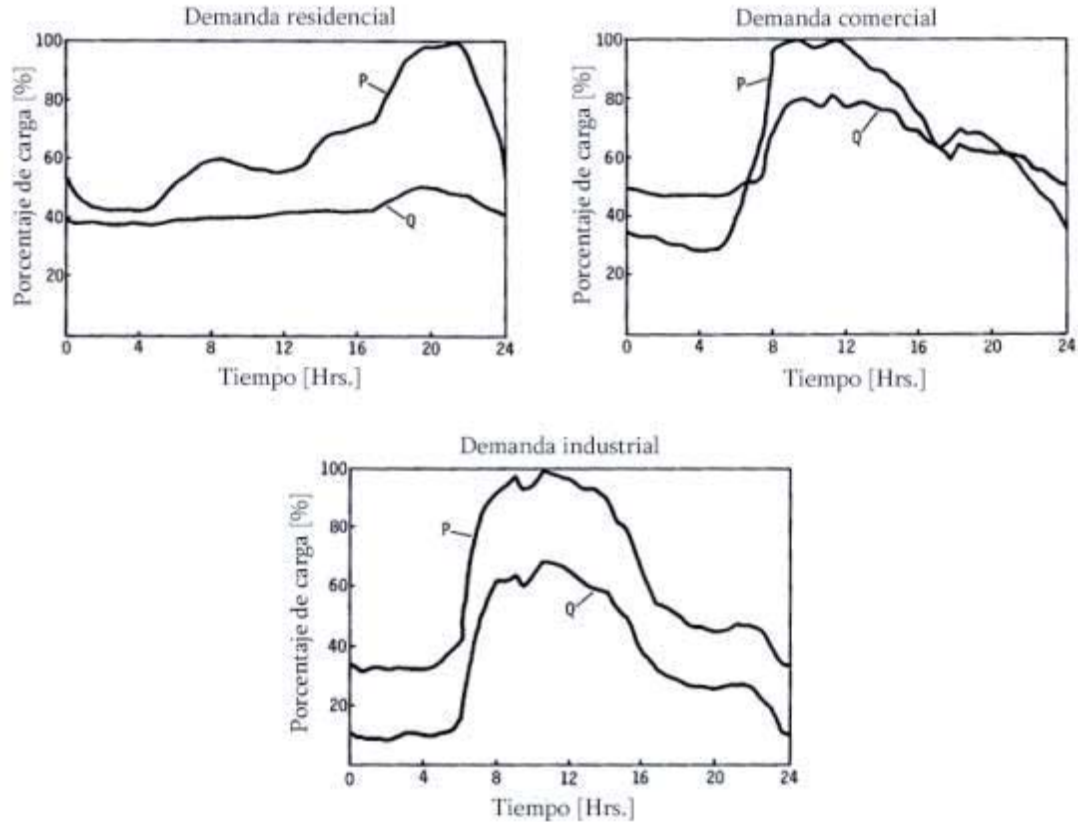 Demanda residencial
Porcentaje de carga [%]
100
80
60
40
20
P
Q
0 4 8 12 16 20 24
Tiempo [Hrs.]
Demanda comercial
Porcentaje de carga [%]
100
80
60
40
20
P
Q
0 4 8 12 16 20 24
Tiempo [Hrs.]
Demanda industrial
Porcentaje de carga [%]
100
80
60
40
20
P
Q
0 4 8 12 16 20 24
Tiempo [Hrs.]